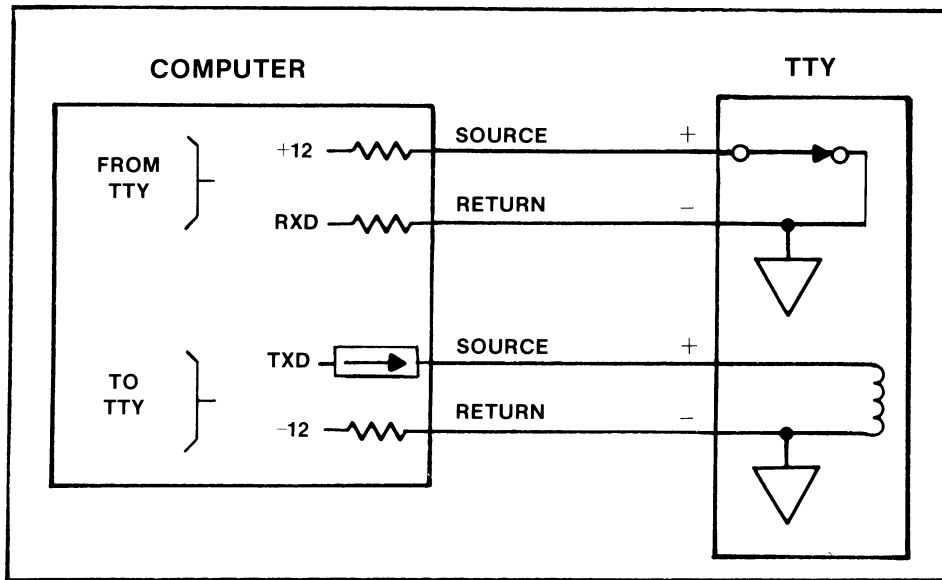 COMPUTER
TTY
FROM
TTY
+12
SOURCE
+
RXD
RETURN
−
TO
TTY
TXD
SOURCE
+
−12
RETURN
−